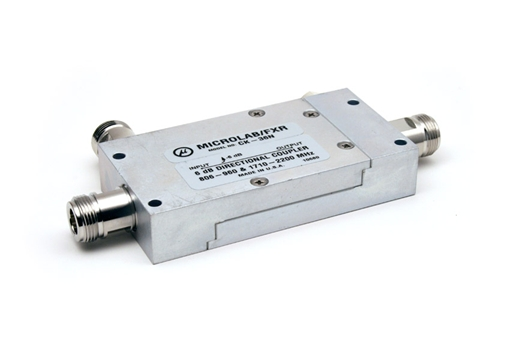 μ MICROLAB/FXR
MODEL NO. CK-36N
-6 dB
INPUT OUTPUT
6 dB DIRECTIONAL COUPLER
806-960 & 1710-2200 MHz
MADE IN U.S.A.